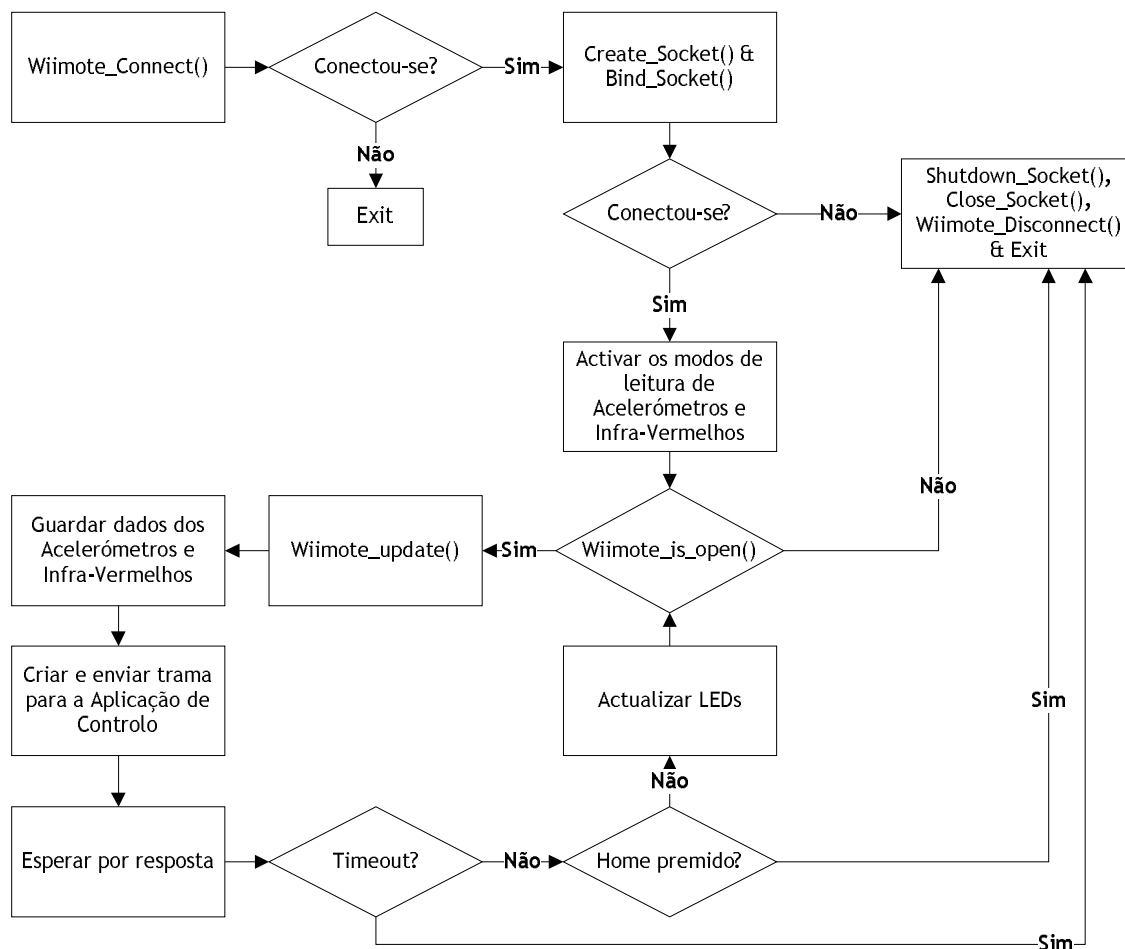 Wiimote_Connect()
Conectou-se?
Sim
Create_Socket() &
Bind_Socket()
Não
Exit
Conectou-se?
Não
Shutdown_Socket(),
Close_Socket(),
Wiimote_Disconnect()
& Exit
Sim
Activar os modos de
leitura de
Acelerómetros e
Infra-Vermelhos
Não
Guardar dados dos
Acelerómetros e
Infra-Vermelhos
Wiimote_update()
Sim
Wiimote_is_open()
Criar e enviar trama
para a Aplicação de
Controlo
Actualizar LEDs
Sim
Não
Esperar por resposta
Timeout?
Não
Home premido?
Sim